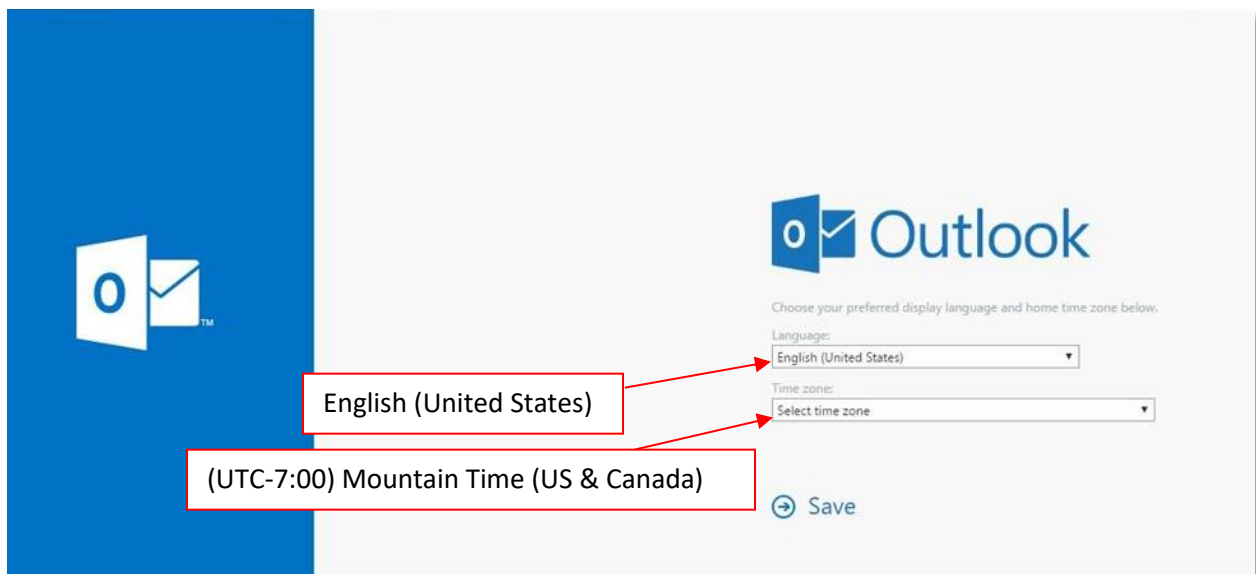 O
TM
O Outlook
Choose your preferred display language and home time zone below.
Language:
English (United States)
English (United States)
Time zone:
Select time zone
(UTC-7:00) Mountain Time (US & Canada)
Save